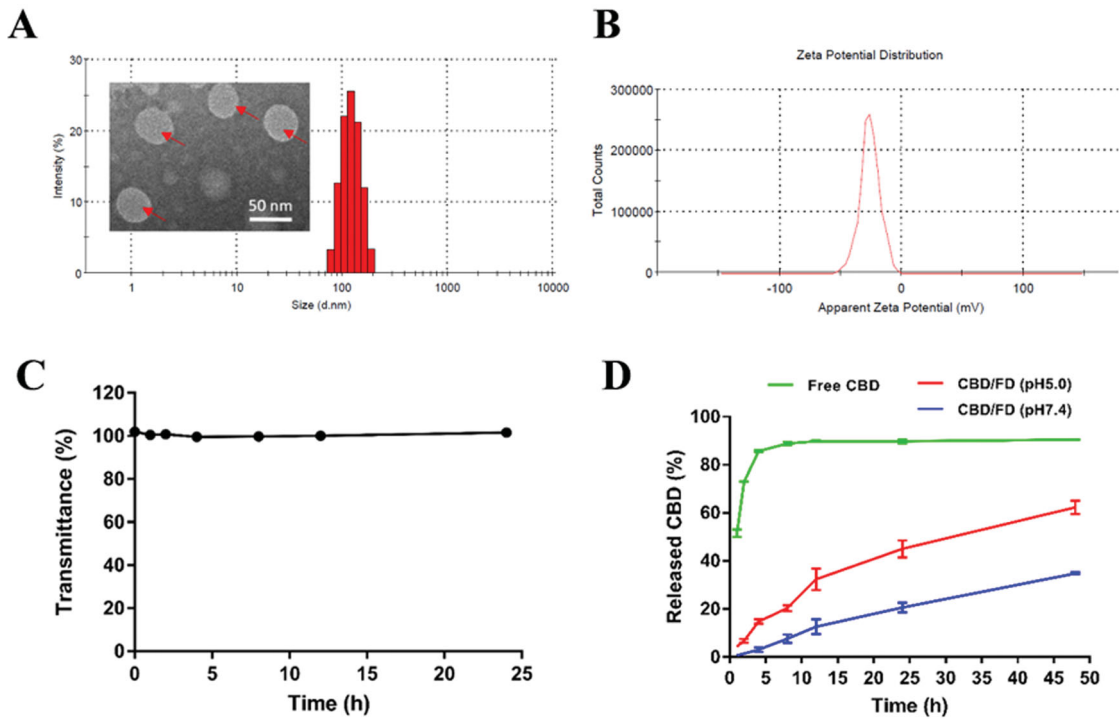 A
30
20
10
0
Intensity (%)
50 nm
1
10
100
1000
10000
Size (d.nm)
B
Zeta Potential Distribution
300000
200000
100000
0
Total Counts
-100
0
100
Apparent Zeta Potential (mV)
C
120
100
80
60
40
20
0
Transmittance (%)
0
5
10
15
20
25
Time (h)
D
Free CBD
CBD/FD (pH5.0)
CBD/FD (pH7.4)
100
80
60
40
20
0
Released CBD (%)
0
5
10
15
20
25
30
35
40
45
50
Time (h)